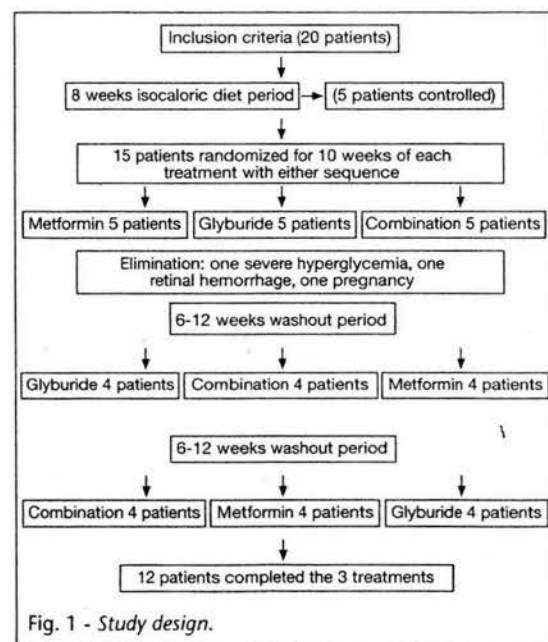 Inclusion criteria (20 patients)
8 weeks isocaloric diet period
(5 patients controlled)
15 patients randomized for 10 weeks of each
treatment with either sequence
Metformin 5 patients
Glyburide 5 patients
Combination 5 patients
Elimination: one severe hyperglycemia, one
retinal hemorrhage, one pregnancy
6-12 weeks washout period
Glyburide 4 patients
Combination 4 patients
Metformin 4 patients
6-12 weeks washout period
Combination 4 patients
Metformin 4 patients
Glyburide 4 patients
12 patients completed the 3 treatments
Fig. 1 - Study design.